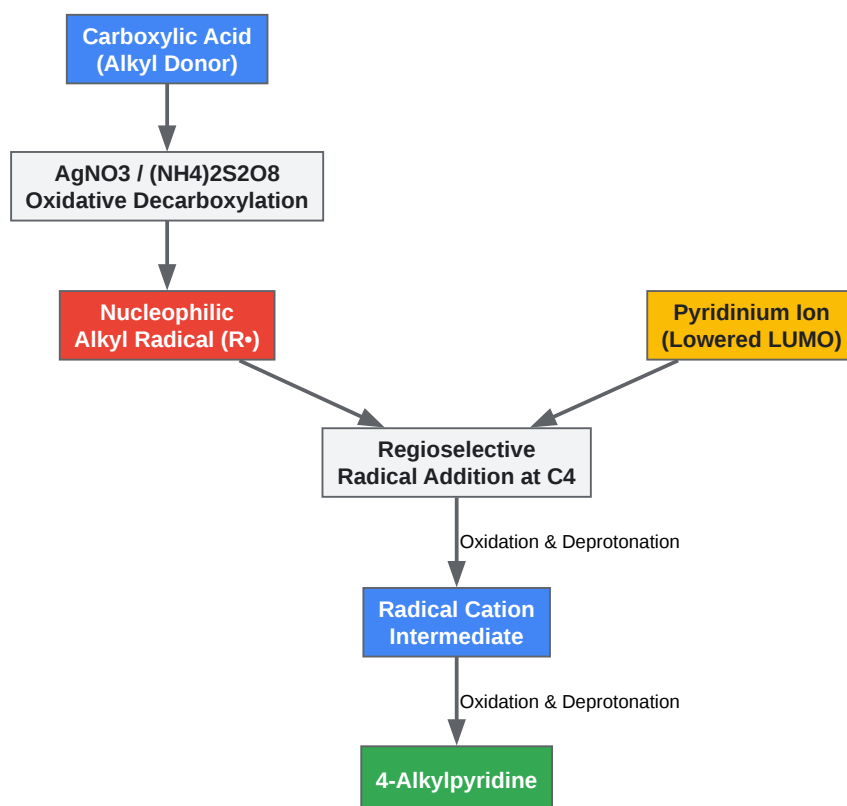 Carboxylic Acid
(Alkyl Donor)
AgNO3 / (NH4)2S2O8
Oxidative Decarboxylation
Nucleophilic
Alkyl Radical (R•)
Pyridinium Ion
(Lowered LUMO)
Regioselective
Radical Addition at C4
Oxidation & Deprotonation
Radical Cation
Intermediate
Oxidation & Deprotonation
4-Alkylpyridine